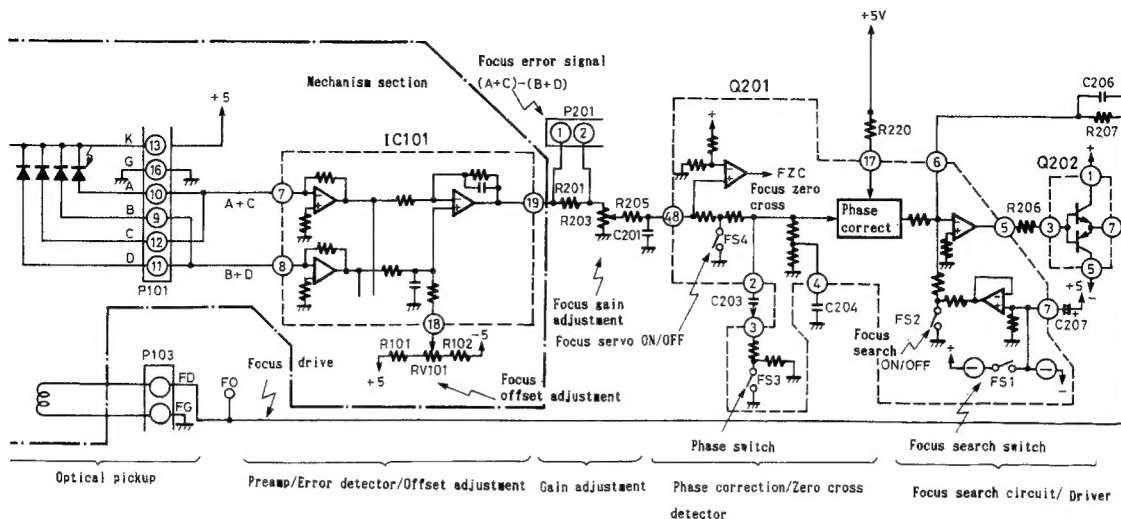 +5V
Focus error signal
(A+C)-(B+D)
Mechanism section
Q201
C206
P201
1 2
R207
+5
IC101
R220
K 13
G 16
A 10
B 9
C 12
D 11
P101
A+C
7
B+D
8
19
R201
R203
R205
C201
48
+
FZC
Focus zero
cross
17
6
Q202
+
1
Phase
correct
R206
5
3
7
5
-
FS4
2
C203
3
4
C204
Focus gain
adjustment
Focus servo ON/OFF
18
R101
R102
-5
+5
RV101
Focus
offset adjustment
FS2
Focus
search
ON/OFF
+5
7
C207
+
+
FS1
-
FS3
P103
FD
FG
FO
Focus drive
Phase switch
Focus search switch
Optical pickup
Preamp/Error detector/Offset adjustment
Gain adjustment
Phase correction/Zero cross
detector
Focus search circuit/ Driver